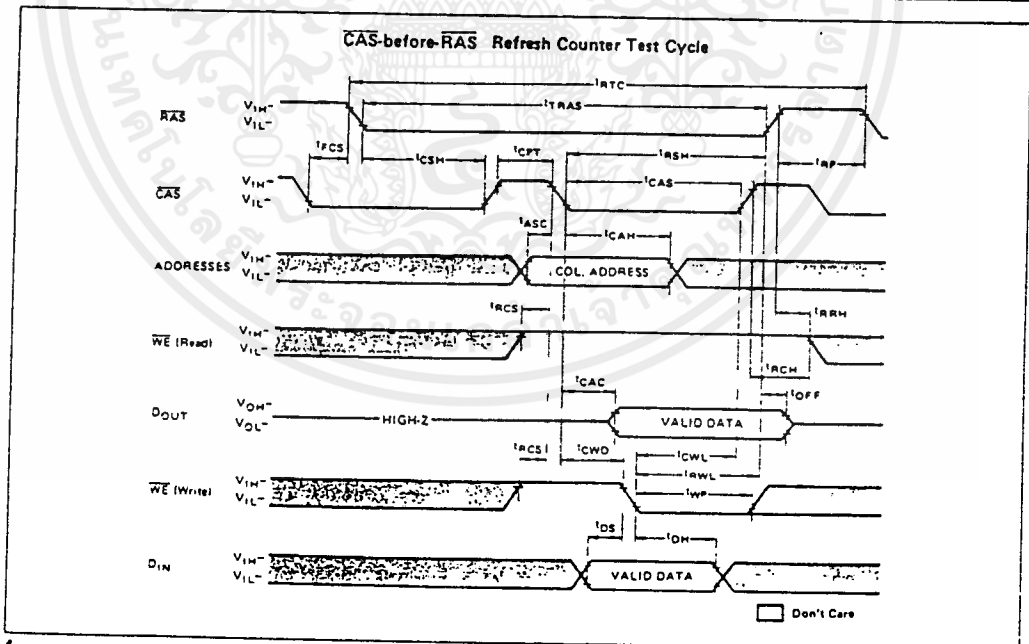 CAS-before-RAS Refresh Counter Test Cycle
tRTC
tTRAS
RAS
VIH-
VIL-
tFCS
tCSH
tCPT
tRSH
tRP
CAS
VIH-
VIL-
tCAS
tASC
tCAH
ADDRESSES
VIH-
VIL-
COL. ADDRESS
tRCS
tRRH
WE (Read)
VIH-
VIL-
tRCH
tCAC
tOFF
DOUT
VOH-
VOL-
HIGH-Z
VALID DATA
tRCS
tCWD
tCWL
tRWL
WE (Write)
VIH-
VIL-
tWP
tDS
tDH
DIN
VIH-
VIL-
VALID DATA
Don't Care